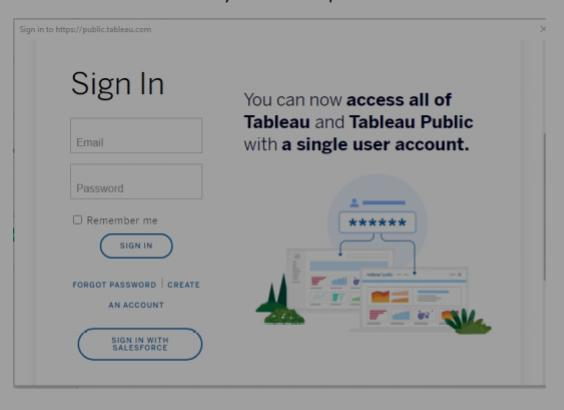 Sign in to https://public.tableau.com
Sign In
Email
Password
Remember me
SIGN IN
FORGOT PASSWORD | CREATE
AN ACCOUNT
SIGN IN WITH
SALESFORCE
You can now access all of
Tableau and Tableau Public
with a single user account.
******